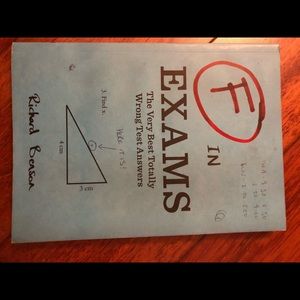 F
IN
EXAMS
The Very Best Totally
Wrong Test Answers
3. Find x.
HERE IT IS!
4 cm
3 cm
Richard Benson